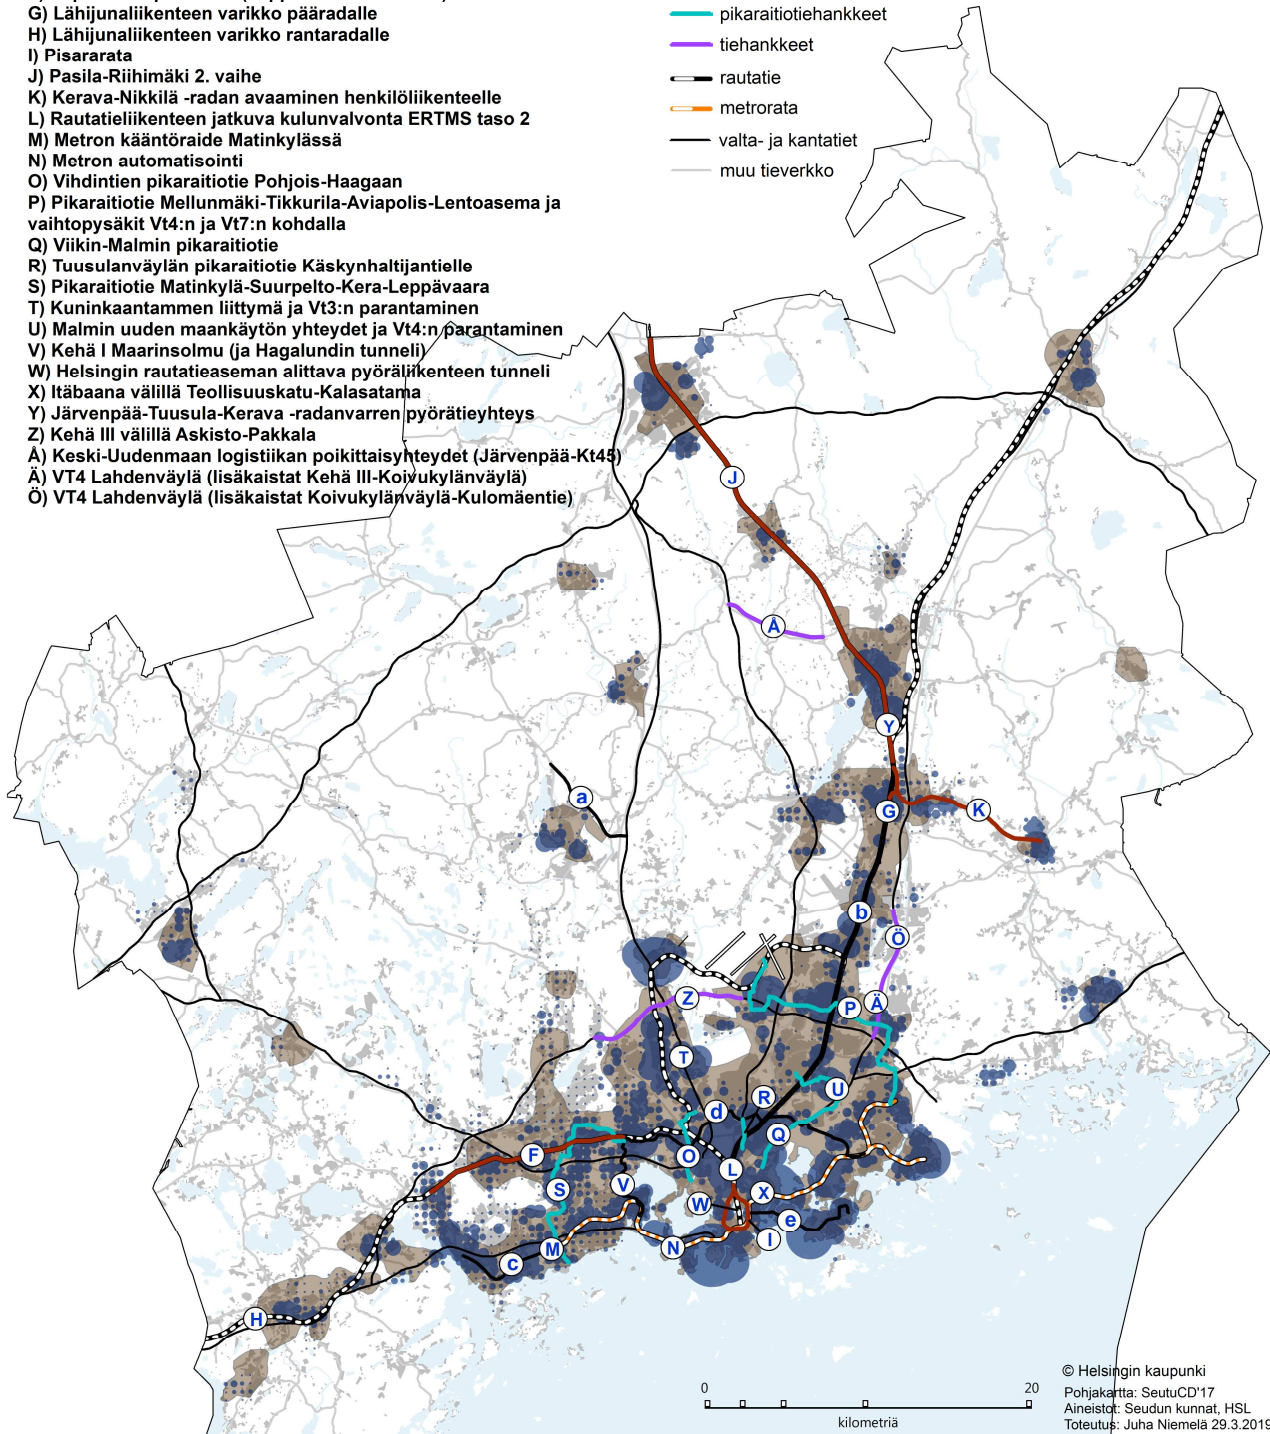 G) Lähijunaliikenteen varikko pääradalle
H) Lähijunaliikenteen varikko rantaradalle
I) Pisararata
J) Pasila-Riihimäki 2. vaihe
K) Kerava-Nikkilä -radan avaaminen henkilöliikenteelle
L) Rautatieliikenteen jatkuva kulunvalvonta ERTMS taso 2
M) Metron kääntöraide Matinkylässä
N) Metron automatisointi
O) Vihdintien pikaraitiotie Pohjois-Haagaan
P) Pikaraitiotie Mellunmäki-Tikkurila-Aviapolis-Lentoasema ja
vaihtopysäkit Vt4:n ja Vt7:n kohdalla
Q) Viikin-Malmin pikaraitiotie
R) Tuusulanväylän pikaraitiotie Käskynhaltijantielle
S) Pikaraitiotie Matinkylä-Suurpelto-Kera-Leppävaara
T) Kuninkaantammen liittymä ja Vt3:n parantaminen
U) Malmin uuden maankäytön yhteydet ja Vt4:n parantaminen
V) Kehä I Maarinsolmu (ja Hagalundin tunneli)
W) Helsingin rautatieaseman alittava pyöräliikenteen tunneli
X) Itäbaana välillä Teollisuuskatu-Kalasatama
Y) Järvenpää-Tuusula-Kerava -radanvarren pyörätieyhteys
Z) Kehä III välillä Askisto-Pakkala
Å) Keski-Uudenmaan logistiikan poikittaisyhteydet (Järvenpää-Kt45)
Ä) VT4 Lahdenväylä (lisäkaistat Kehä III-Koivukylänväylä)
Ö) VT4 Lahdenväylä (lisäkaistat Koivukylänväylä-Kulomäentie)
pikaraitiotiehankkeet
tiehankkeet
rautatie
metrorata
valta- ja kantatiet
muu tieverkko
J
Å
Y
a
G
K
b
Ö
Z
P
Ä
T
U
d
R
Q
F
O
L
S
V
X
W
e
I
M
N
c
H
0
20
kilometriä
© Helsingin kaupunki
Pohjakartta: SeutuCD'17
Aineistot: Seudun kunnat, HSL
Toteutus: Juha Niemelä 29.3.2019